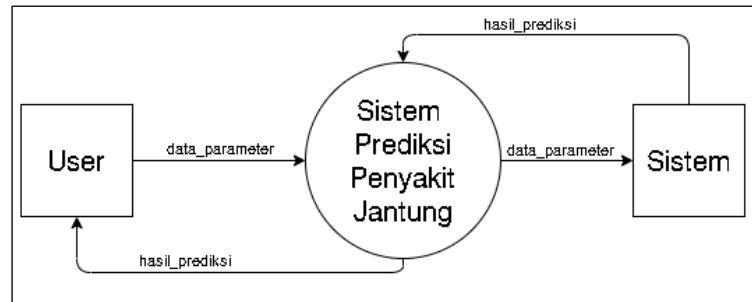 hasil_prediksi
Sistem
Prediksi
Penyakit
Jantung
User
data_parameter
data_parameter
Sistem
hasil_prediksi